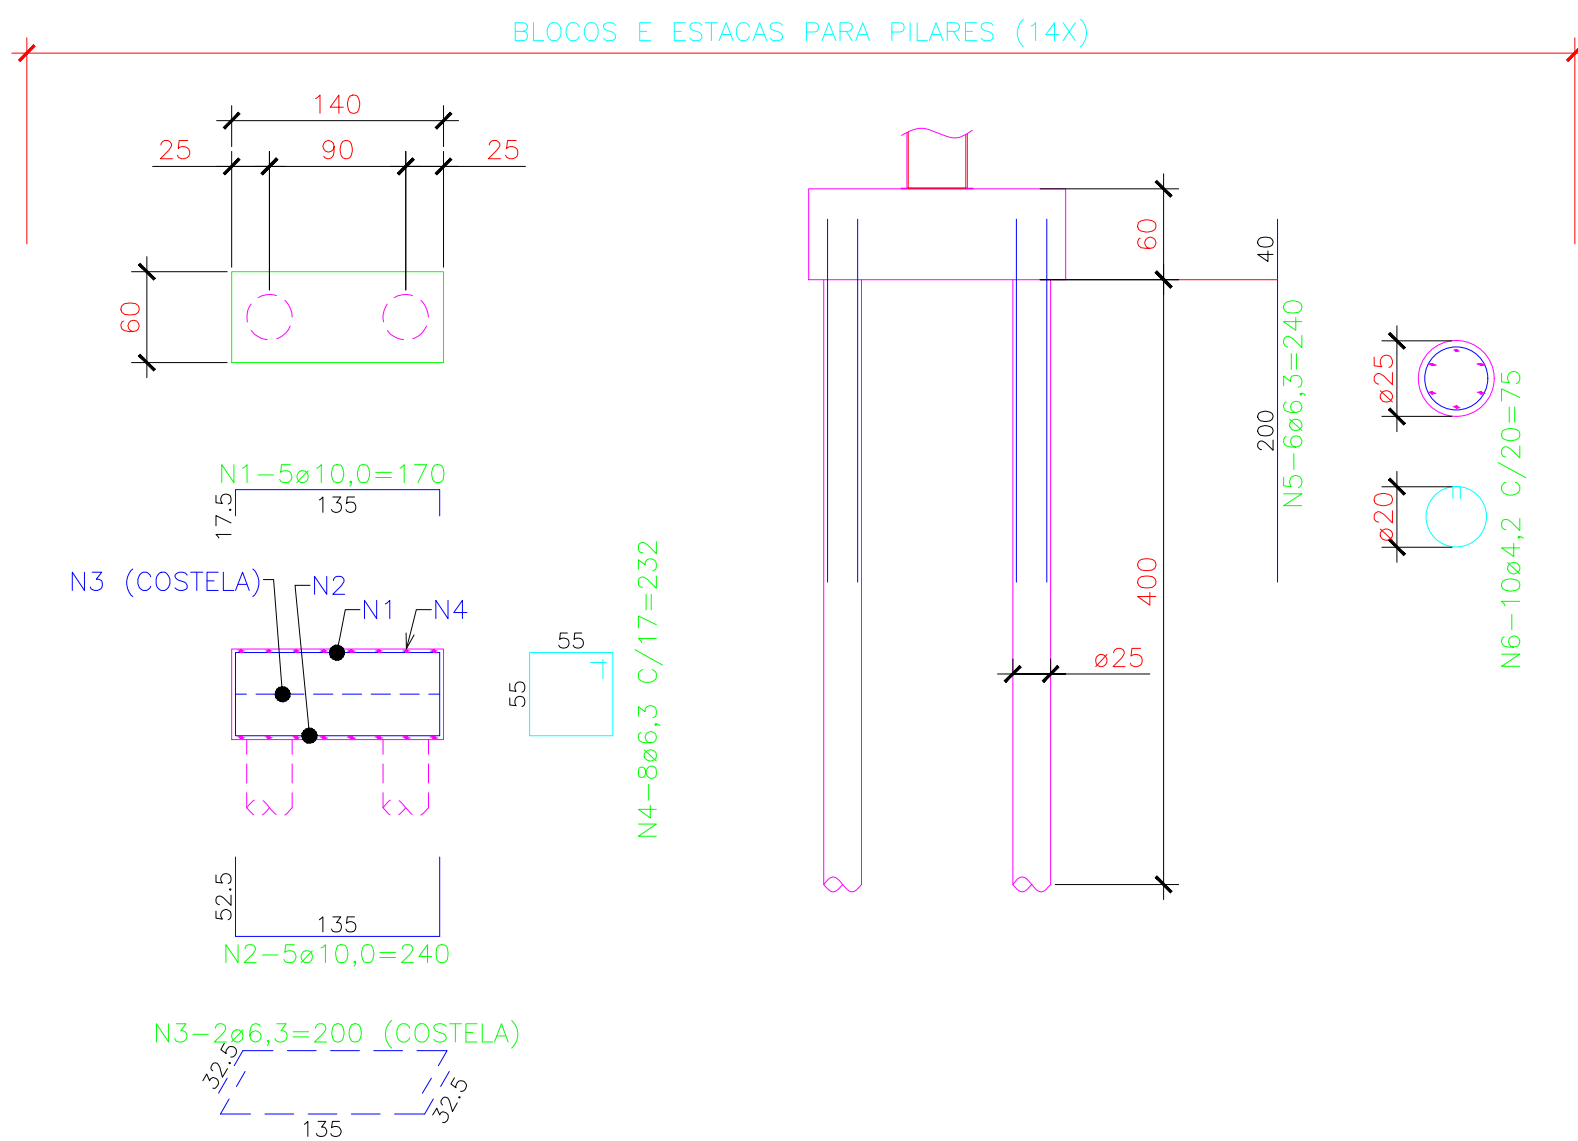 BLOCOS E ESTACAS PARA PILARES (14X)
140
25
90
25
60
N1-5ø10,0=170
17.5
135
N3 (COSTELA)
N2
N1
N4
55
55
N4-8ø6,3 C/17=232
52.5
135
N2-5ø10,0=240
N3-2ø6,3=200 (COSTELA)
32.5
32.5
135
60
400
ø25
40
200
N5-6ø6,3=240
ø25
ø20
N6-10ø4,2 C/20=75